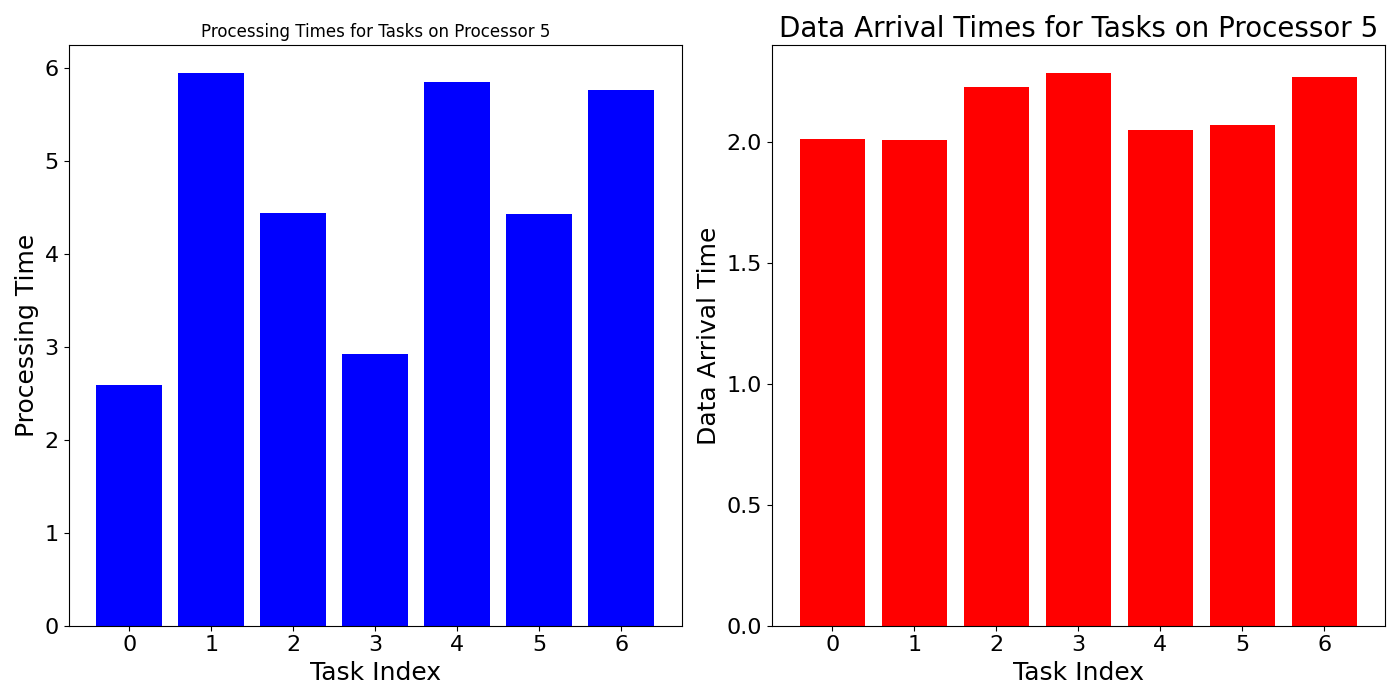 Processing Times for Tasks on Processor 5
Processing Time
6
5
4
3
2
1
0
0 1 2 3 4 5 6
Task Index
Data Arrival Times for Tasks on Processor 5
Data Arrival Time
2.0
1.5
1.0
0.5
0.0
0 1 2 3 4 5 6
Task Index